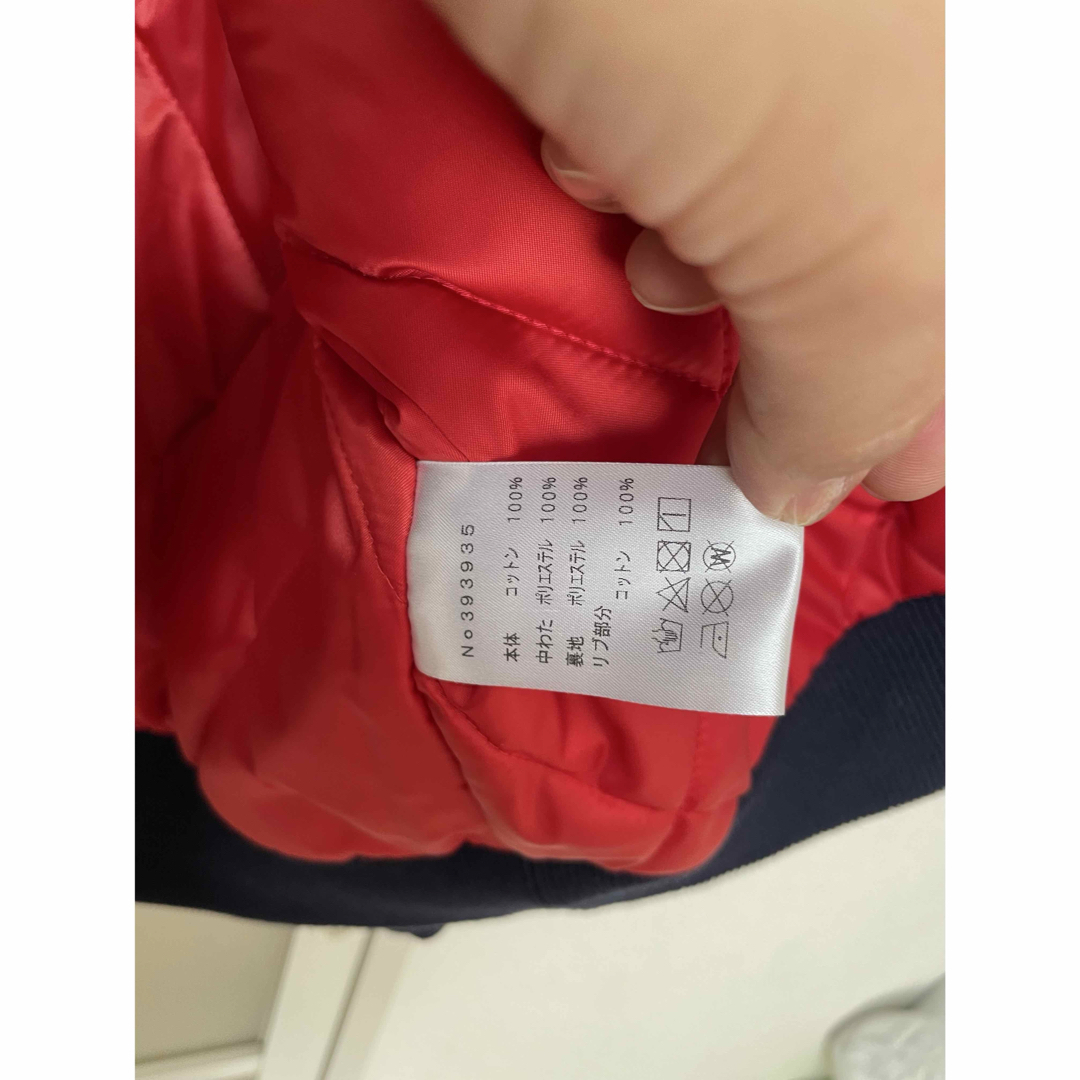 No393935
本体 コットン 100%
中わた ポリエステル 100%
裏地 ポリエステル 100%
リブ部分
コットン 100%